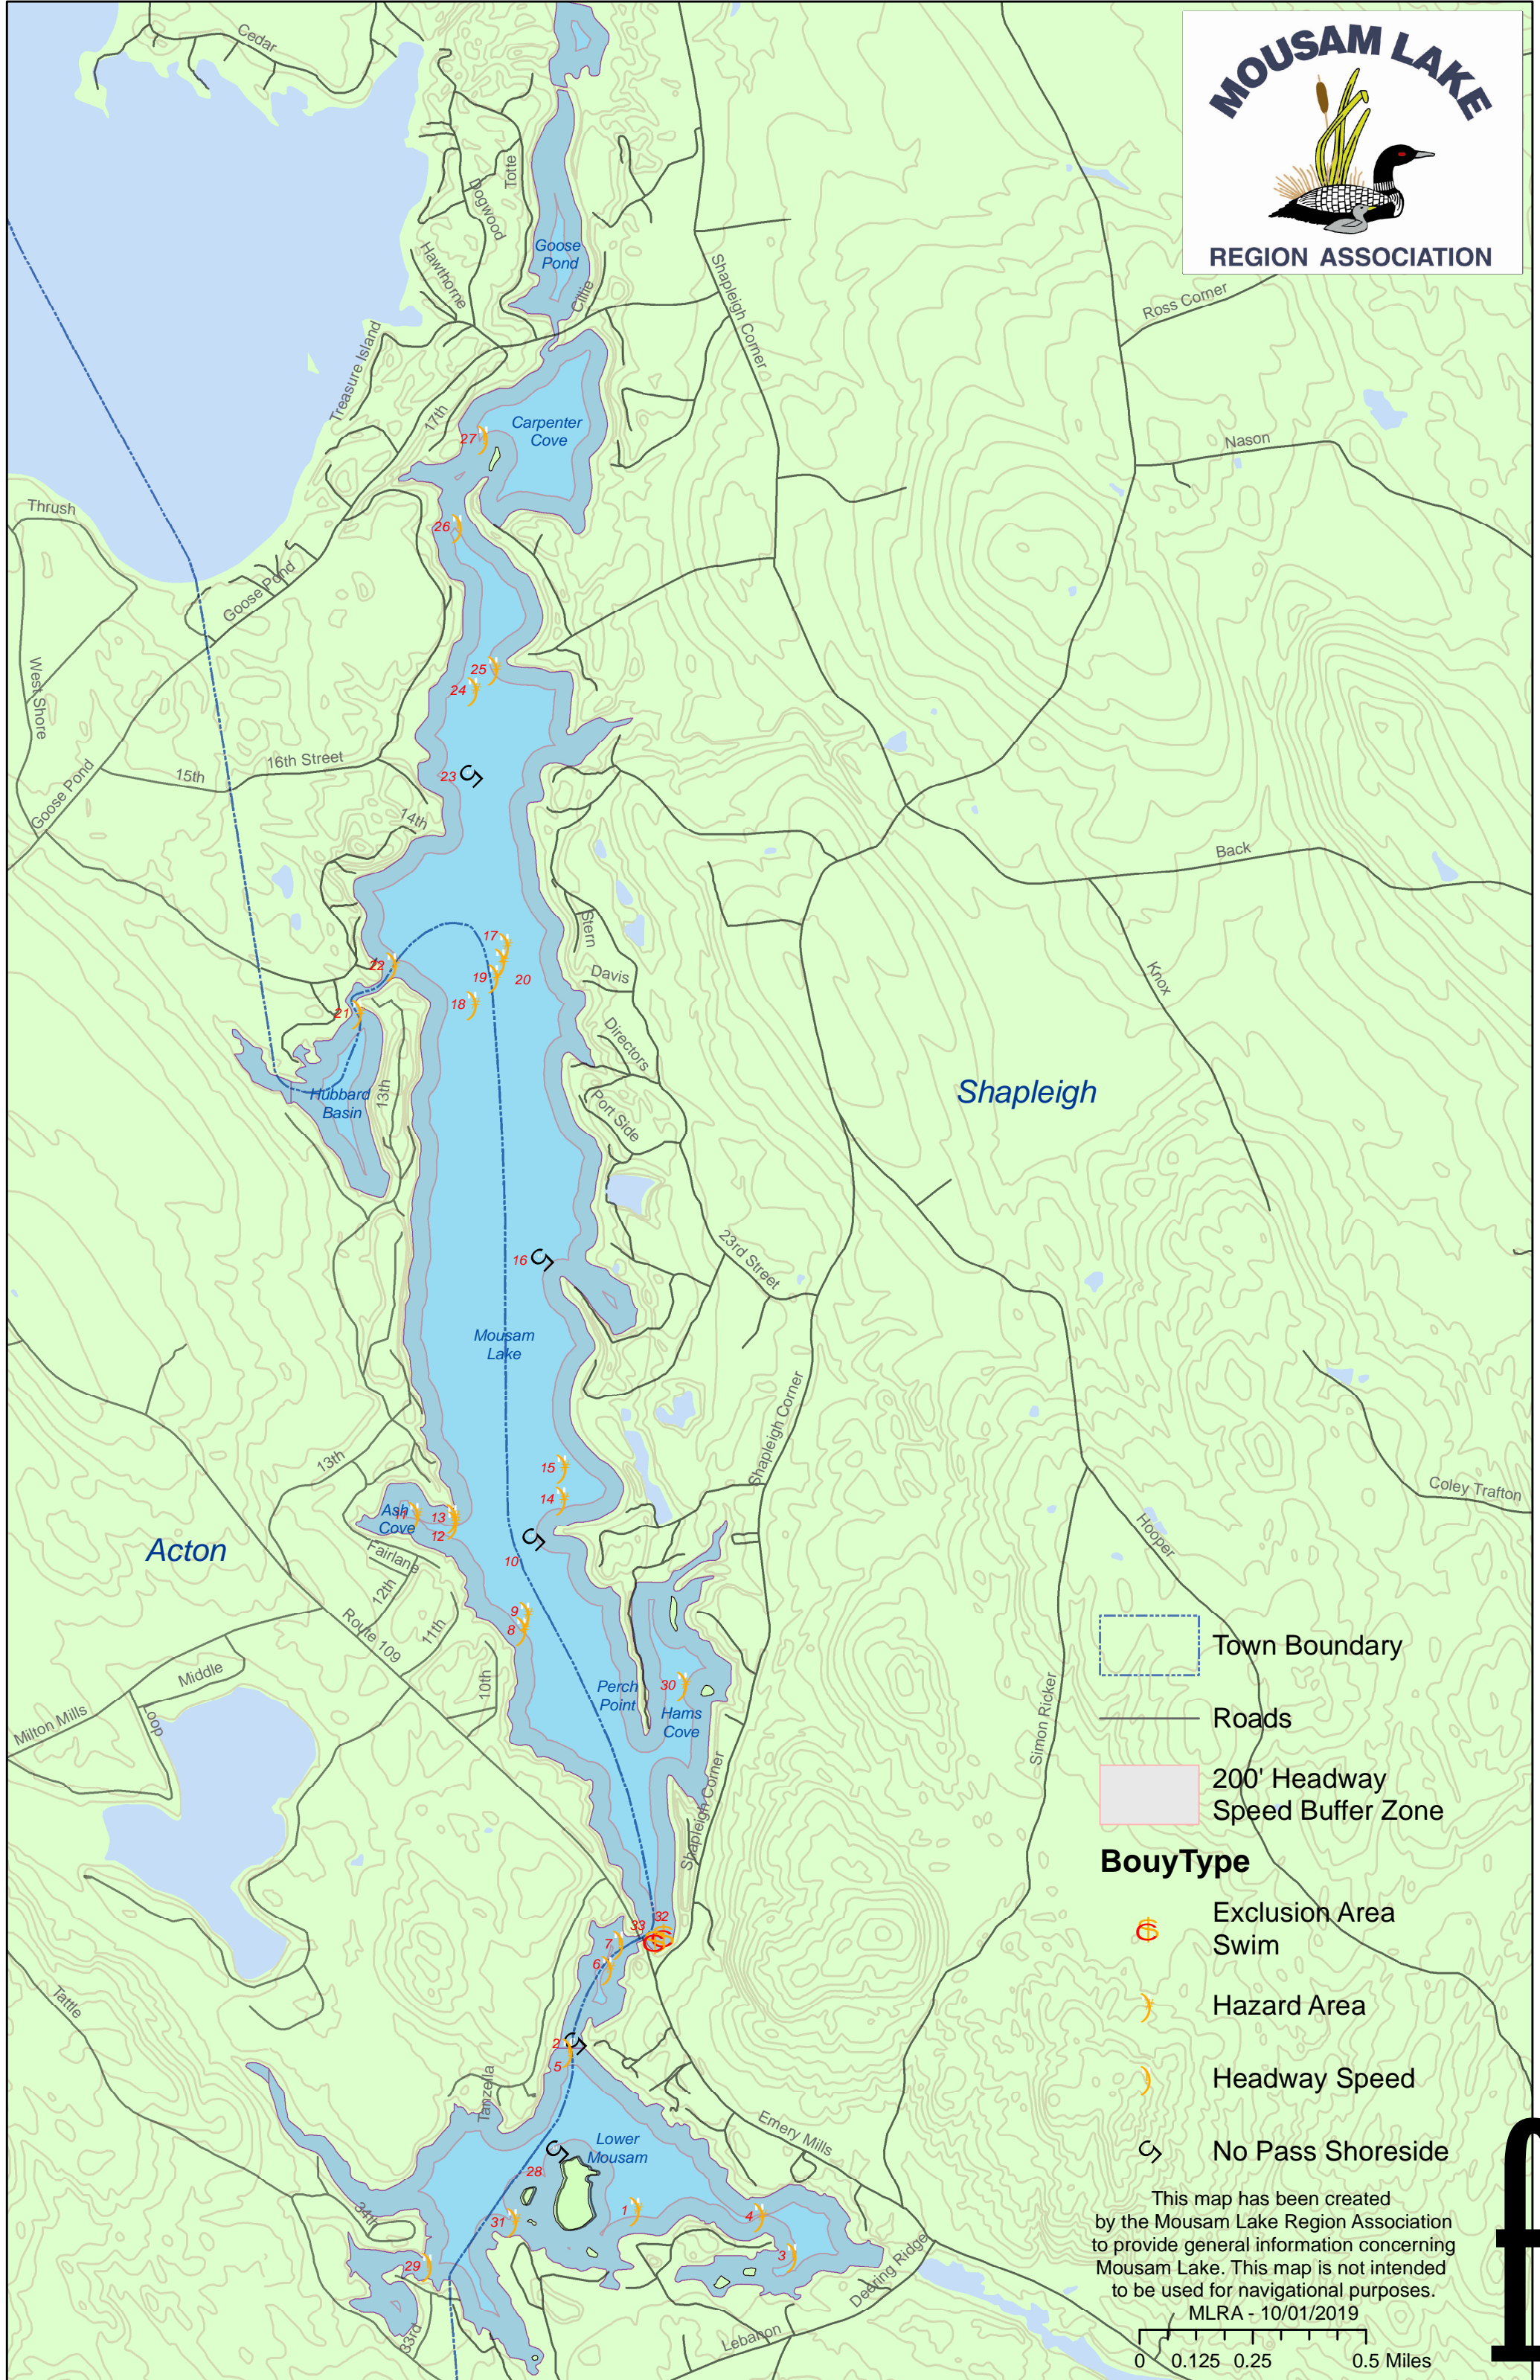 MOUSAM LAKE
REGION ASSOCIATION
Cedar
Totte
Dogwood
Hawthorne
Goose
Pond
Cillie
Shapleigh Corner
Ross Corner
Treasure Island
17th
27
Carpenter
Cove
Nason
Thrush
26
Goose Pond
West Shore
25
24
15th
16th Street
23
Goose Pond
14th
Back
Stern
17
22
19
20
Davis
Knox
18
21
Directors
Hubbard
Basin
13th
Port Side
Shapleigh
16
23rd Street
Mousam
Lake
13th
15
Shapleigh Corner
14
Coley Trafton
Ash
Cove
11
13
12
Acton
10
Hooper
Fairlane
12th
9
8
11th
Route 109
Middle
10th
Perch
Point
30
Hams
Cove
Milton Mills
Loop
Simon Ricker
Shapleigh Corner
Town Boundary
Roads
200' Headway
Speed Buffer Zone
BouyType
Exclusion Area
Swim
Hazard Area
Headway Speed
No Pass Shoreside
32
33
7
6
Tattle
2
5
Tanzella
Emery Mills
Lower
Mousam
28
1
4
31
34th
3
29
Deering Ridge
33rd
Lebanon
This map has been created
by the Mousam Lake Region Association
to provide general information concerning
Mousam Lake. This map is not intended
to be used for navigational purposes.
MLRA - 10/01/2019
0 0.125 0.25 0.5 Miles
f